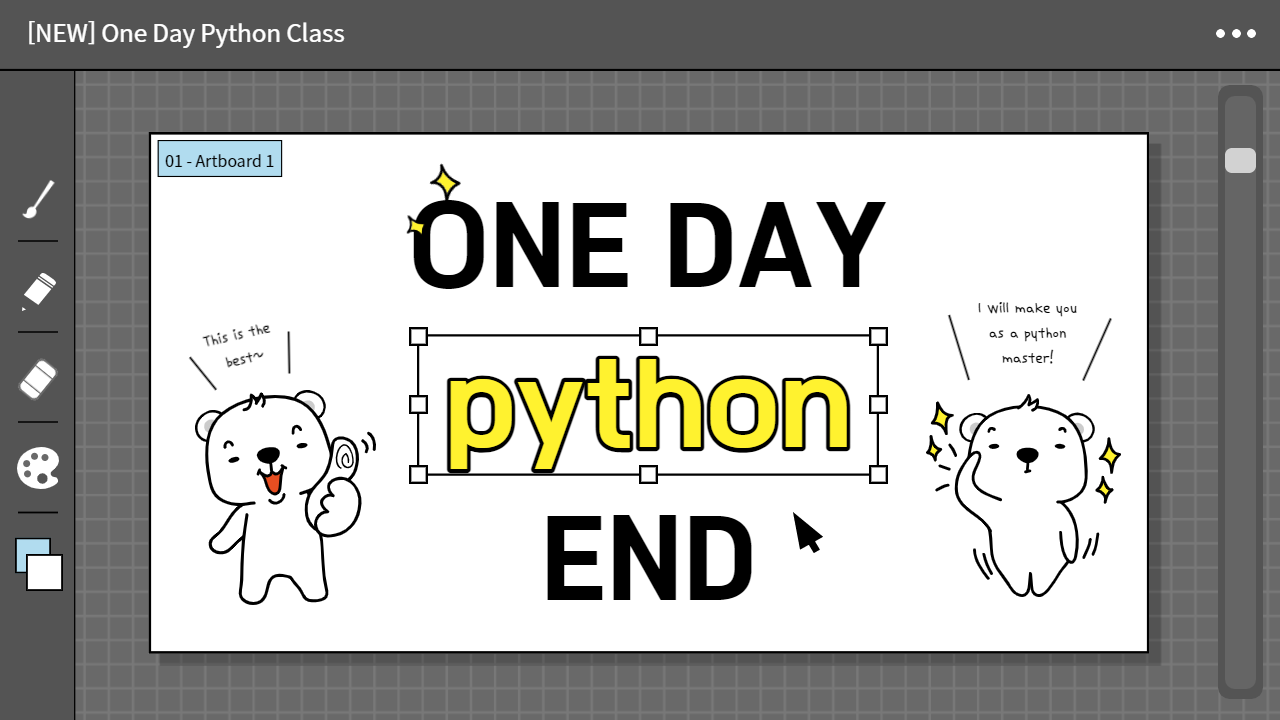 [NEW] One Day Python Class
01 - Artboard 1
ONE DAY
python
END
This is the
best~
I will make you
as a python
master!